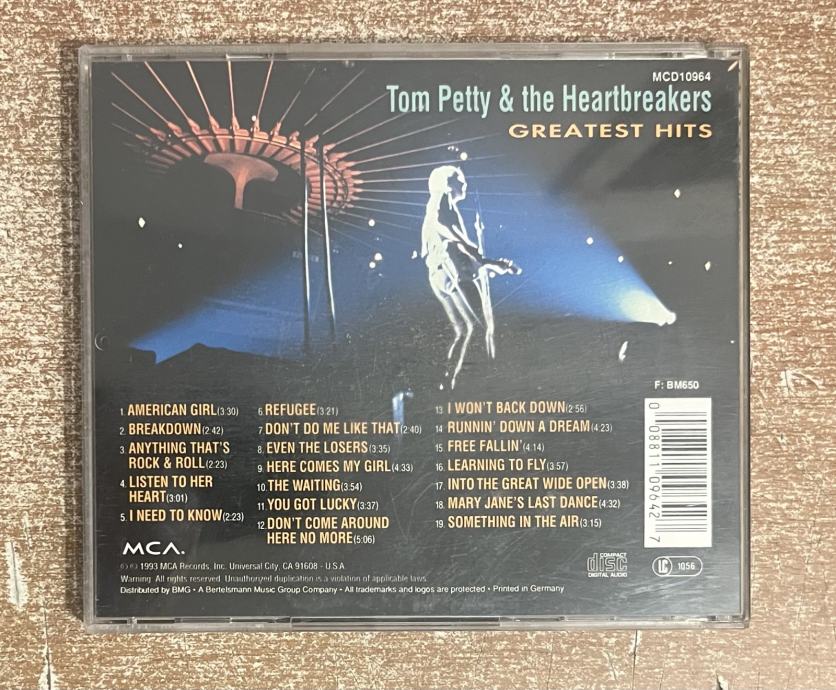 MCD10964
Tom Petty & the Heartbreakers
GREATEST HITS
F: BM650
1. AMERICAN GIRL (3:30)
2. BREAKDOWN (2:42)
3. ANYTHING THAT'S
ROCK & ROLL (2:23)
4. LISTEN TO HER
HEART (3:01)
5. I NEED TO KNOW (2:23)
6. REFUGEE (3:21)
7. DON'T DO ME LIKE THAT (2:40)
8. EVEN THE LOSERS (3:35)
9. HERE COMES MY GIRL (4:33)
10. THE WAITING (3:54)
11. YOU GOT LUCKY (3:37)
12. DON'T COME AROUND
HERE NO MORE (5:06)
13. I WON'T BACK DOWN (2:56)
14. RUNNIN' DOWN A DREAM (4:23)
15. FREE FALLIN' (4:14)
16. LEARNING TO FLY (3:57)
17. INTO THE GREAT WIDE OPEN (3:38)
18. MARY JANE'S LAST DANCE (4:32)
19. SOMETHING IN THE AIR (3:15)
0 08811 09642 7
MCA.
℗ © 1993 MCA Records, Inc. Universal City, CA 91608 - U.S.A.
Warning: All rights reserved. Unauthorized duplication is a violation of applicable laws.
Distributed by BMG • A Bertelsmann Music Group Company • All trademarks and logos are protected • Printed in Germany
COMPACT
disc
DIGITAL AUDIO
LC 1056